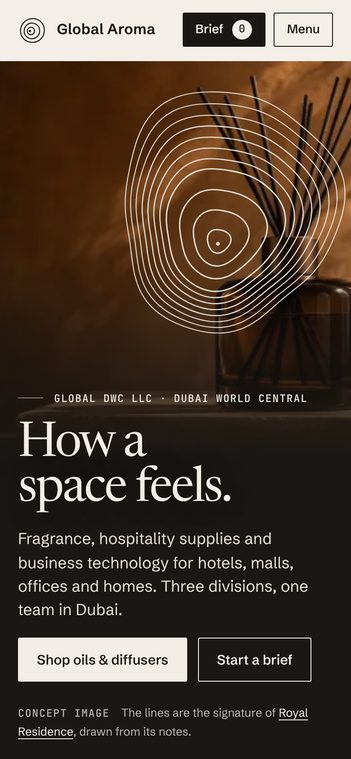 Global Aroma
Brief 0
Menu
GLOBAL DWC LLC · DUBAI WORLD CENTRAL
How a
space feels.
Fragrance, hospitality supplies and
business technology for hotels, malls,
offices and homes. Three divisions, one
team in Dubai.
Shop oils & diffusers
Start a brief
CONCEPT IMAGE The lines are the signature of Royal
Residence, drawn from its notes.